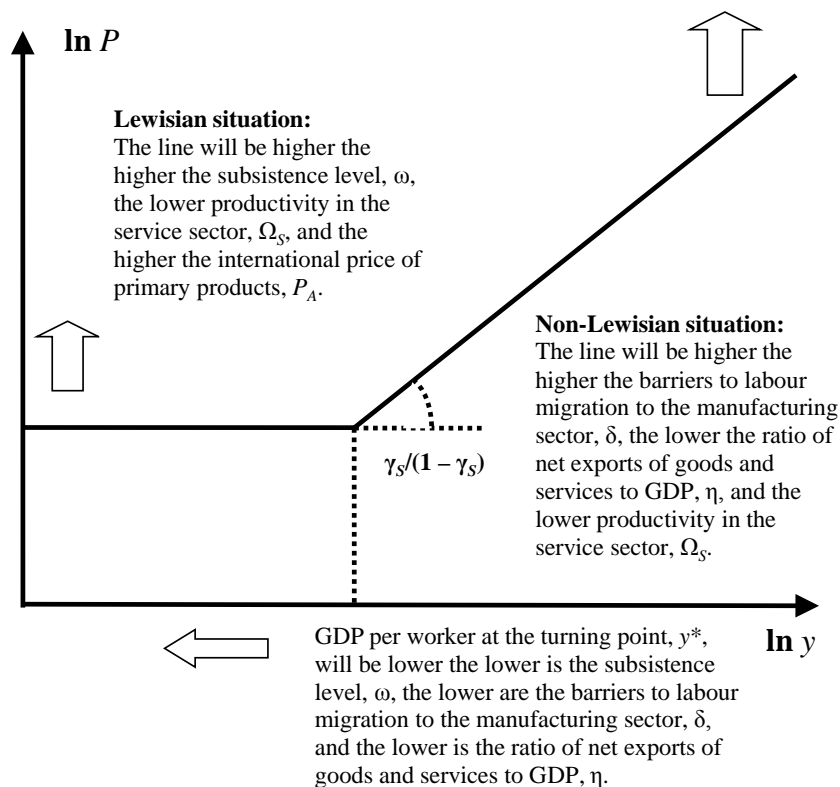 ln P
Lewisian situation:
The line will be higher the
higher the subsistence level, ω,
the lower productivity in the
service sector, Ω_S, and the
higher the international price of
primary products, P_A.
Non-Lewisian situation:
The line will be higher the
higher the barriers to labour
migration to the manufacturing
sector, δ, the lower the ratio of
net exports of goods and
services to GDP, η, and the
lower productivity in the
service sector, Ω_S.
γ_S/(1 – γ_S)
ln y
GDP per worker at the turning point, y*,
will be lower the lower is the subsistence
level, ω, the lower are the barriers to labour
migration to the manufacturing sector, δ,
and the lower is the ratio of net exports of
goods and services to GDP, η.